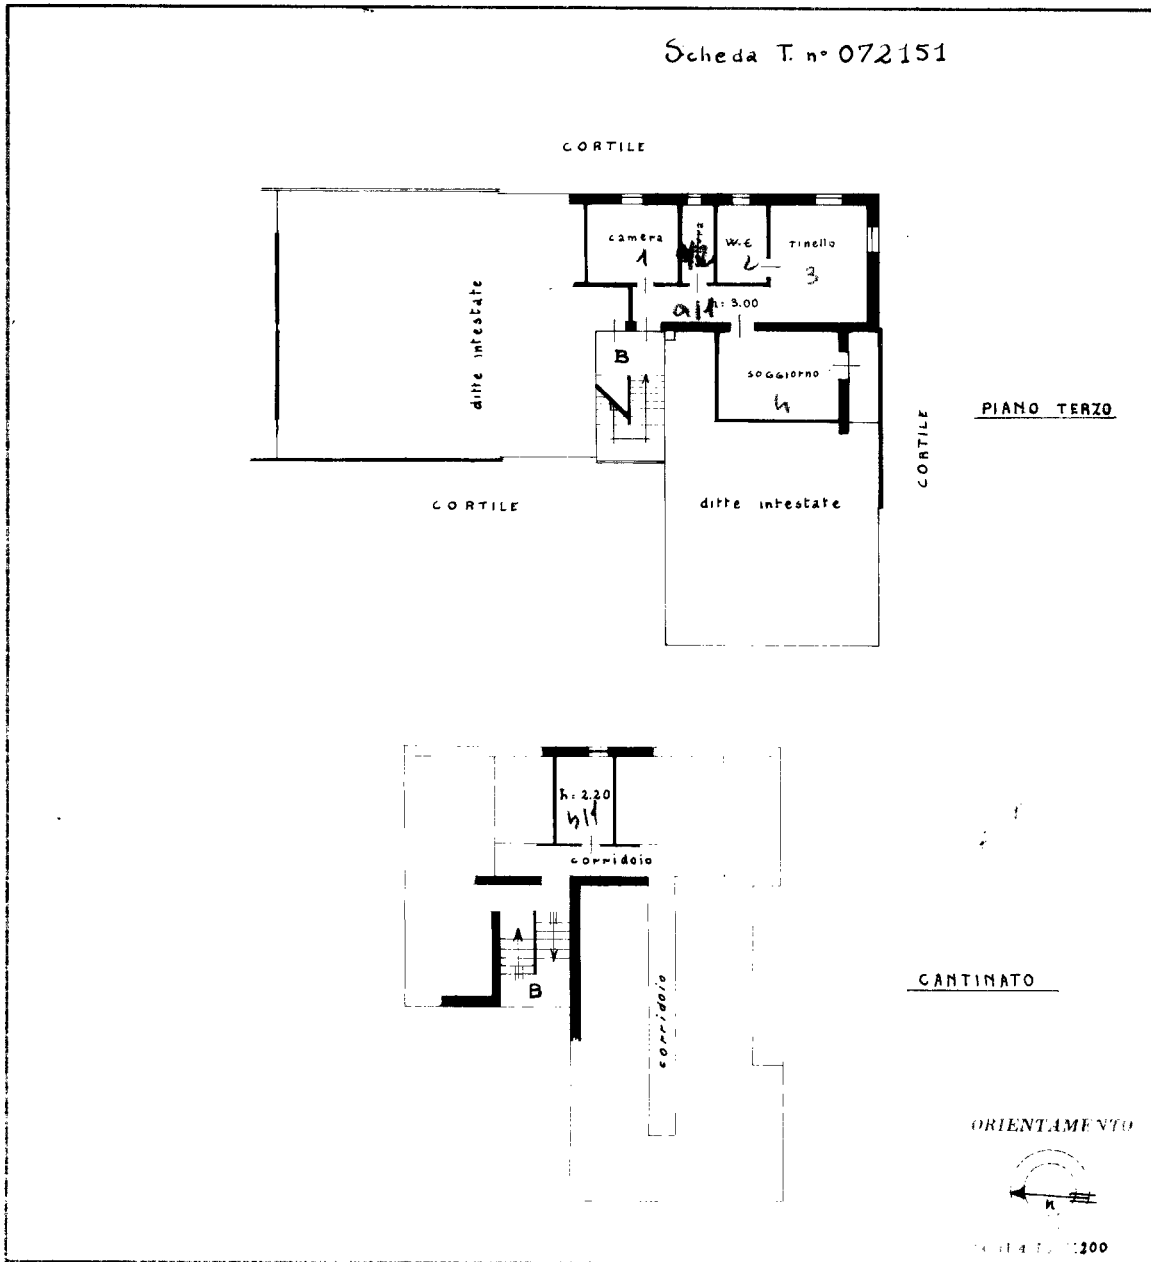 Scheda T. n° 072151
CORTILE
camera
1
W.C
2
Tinello
3
h: 3.00
a/1
ditte intestate
B
SOGGIORNO
4
PIANO TERZO
CORTILE
CORTILE
ditte intestate
h: 2.20
corridoio
B
corridoio
CANTINATO
ORIENTAMENTO
n
200